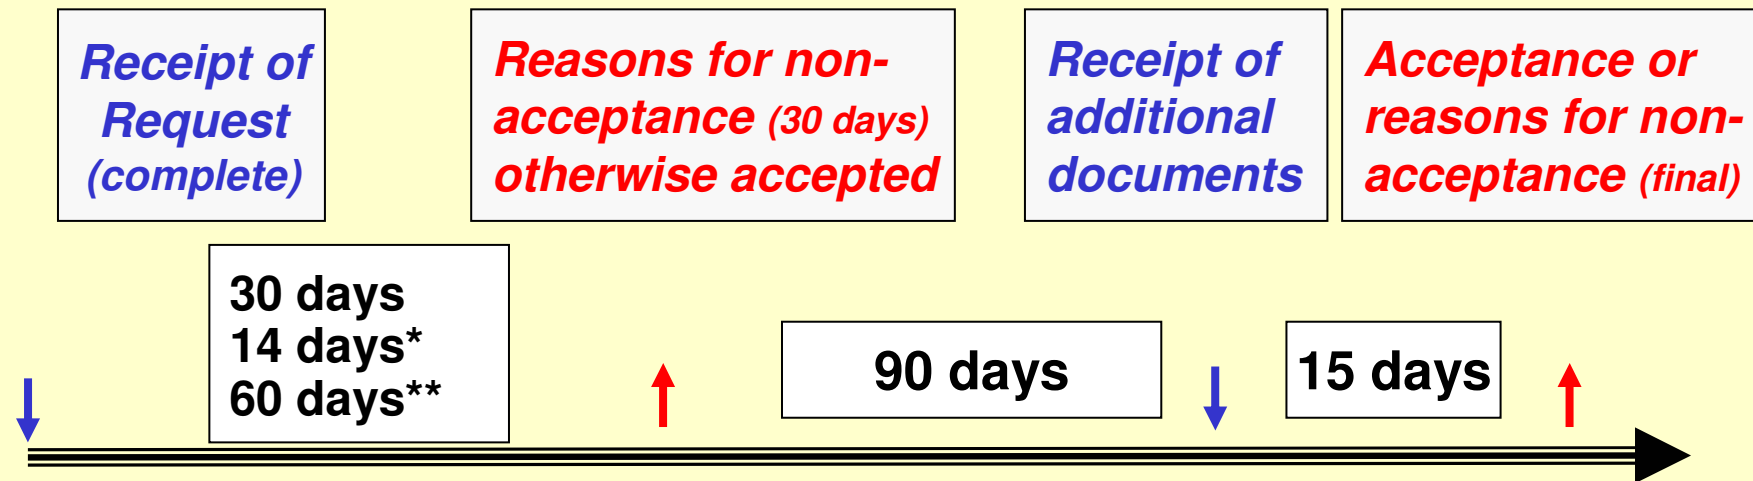 Receipt of
Request
(complete)
Reasons for non-
acceptance (30 days)
otherwise accepted
Receipt of
additional
documents
Acceptance or
reasons for non-
acceptance (final)
30 days
14 days*
60 days**
90 days
15 days